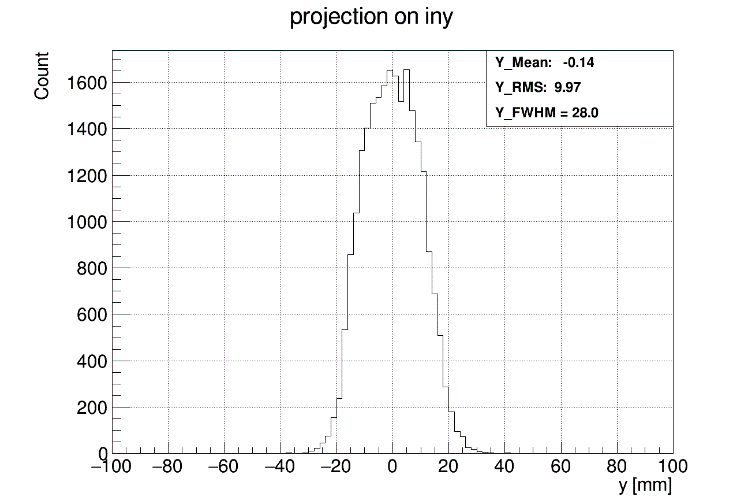 projection on iny
Count
Y_Mean: -0.14
Y_RMS: 9.97
Y_FWHM = 28.0
1600
1400
1200
1000
800
600
400
200
0
−100 −80 −60 −40 −20 0 20 40 60 80 100
y [mm]